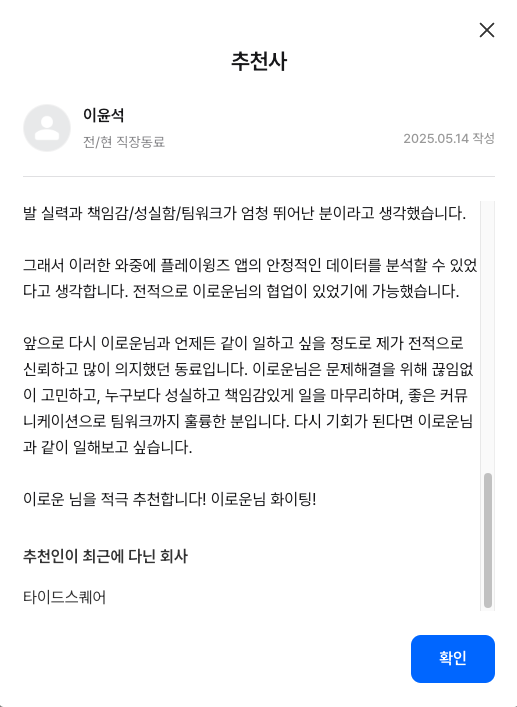 추천사
이윤석
전/현 직장동료
2025.05.14 작성
발 실력과 책임감/성실함/팀워크가 엄청 뛰어난 분이라고 생각했습니다.
그래서 이러한 와중에 플레이윙즈 앱의 안정적인 데이터를 분석할 수 있었
다고 생각합니다. 전적으로 이로운님의 협업이 있었기에 가능했습니다.
앞으로 다시 이로운님과 언제든 같이 일하고 싶을 정도로 제가 전적으로
신뢰하고 많이 의지했던 동료입니다. 이로운님은 문제해결을 위해 끊임없
이 고민하고, 누구보다 성실하고 책임감있게 일을 마무리하며, 좋은 커뮤
니케이션으로 팀워크까지 훌륭한 분입니다. 다시 기회가 된다면 이로운님
과 같이 일해보고 싶습니다.
이로운 님을 적극 추천합니다! 이로운님 화이팅!
추천인이 최근에 다닌 회사
타이드스퀘어
확인